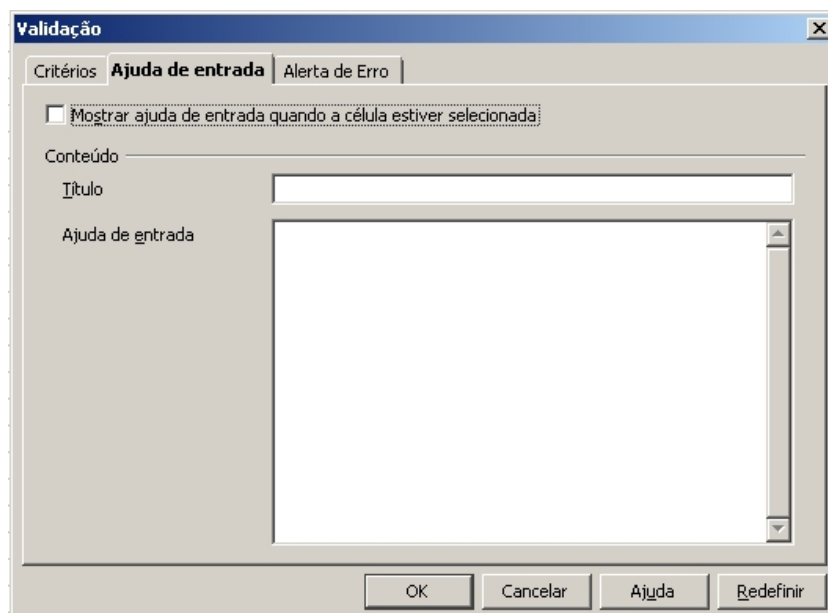 Validação
Critérios Ajuda de entrada Alerta de Erro
Mostrar ajuda de entrada quando a célula estiver selecionada
Conteúdo
Título
Ajuda de entrada
OK Cancelar Ajuda Redefinir